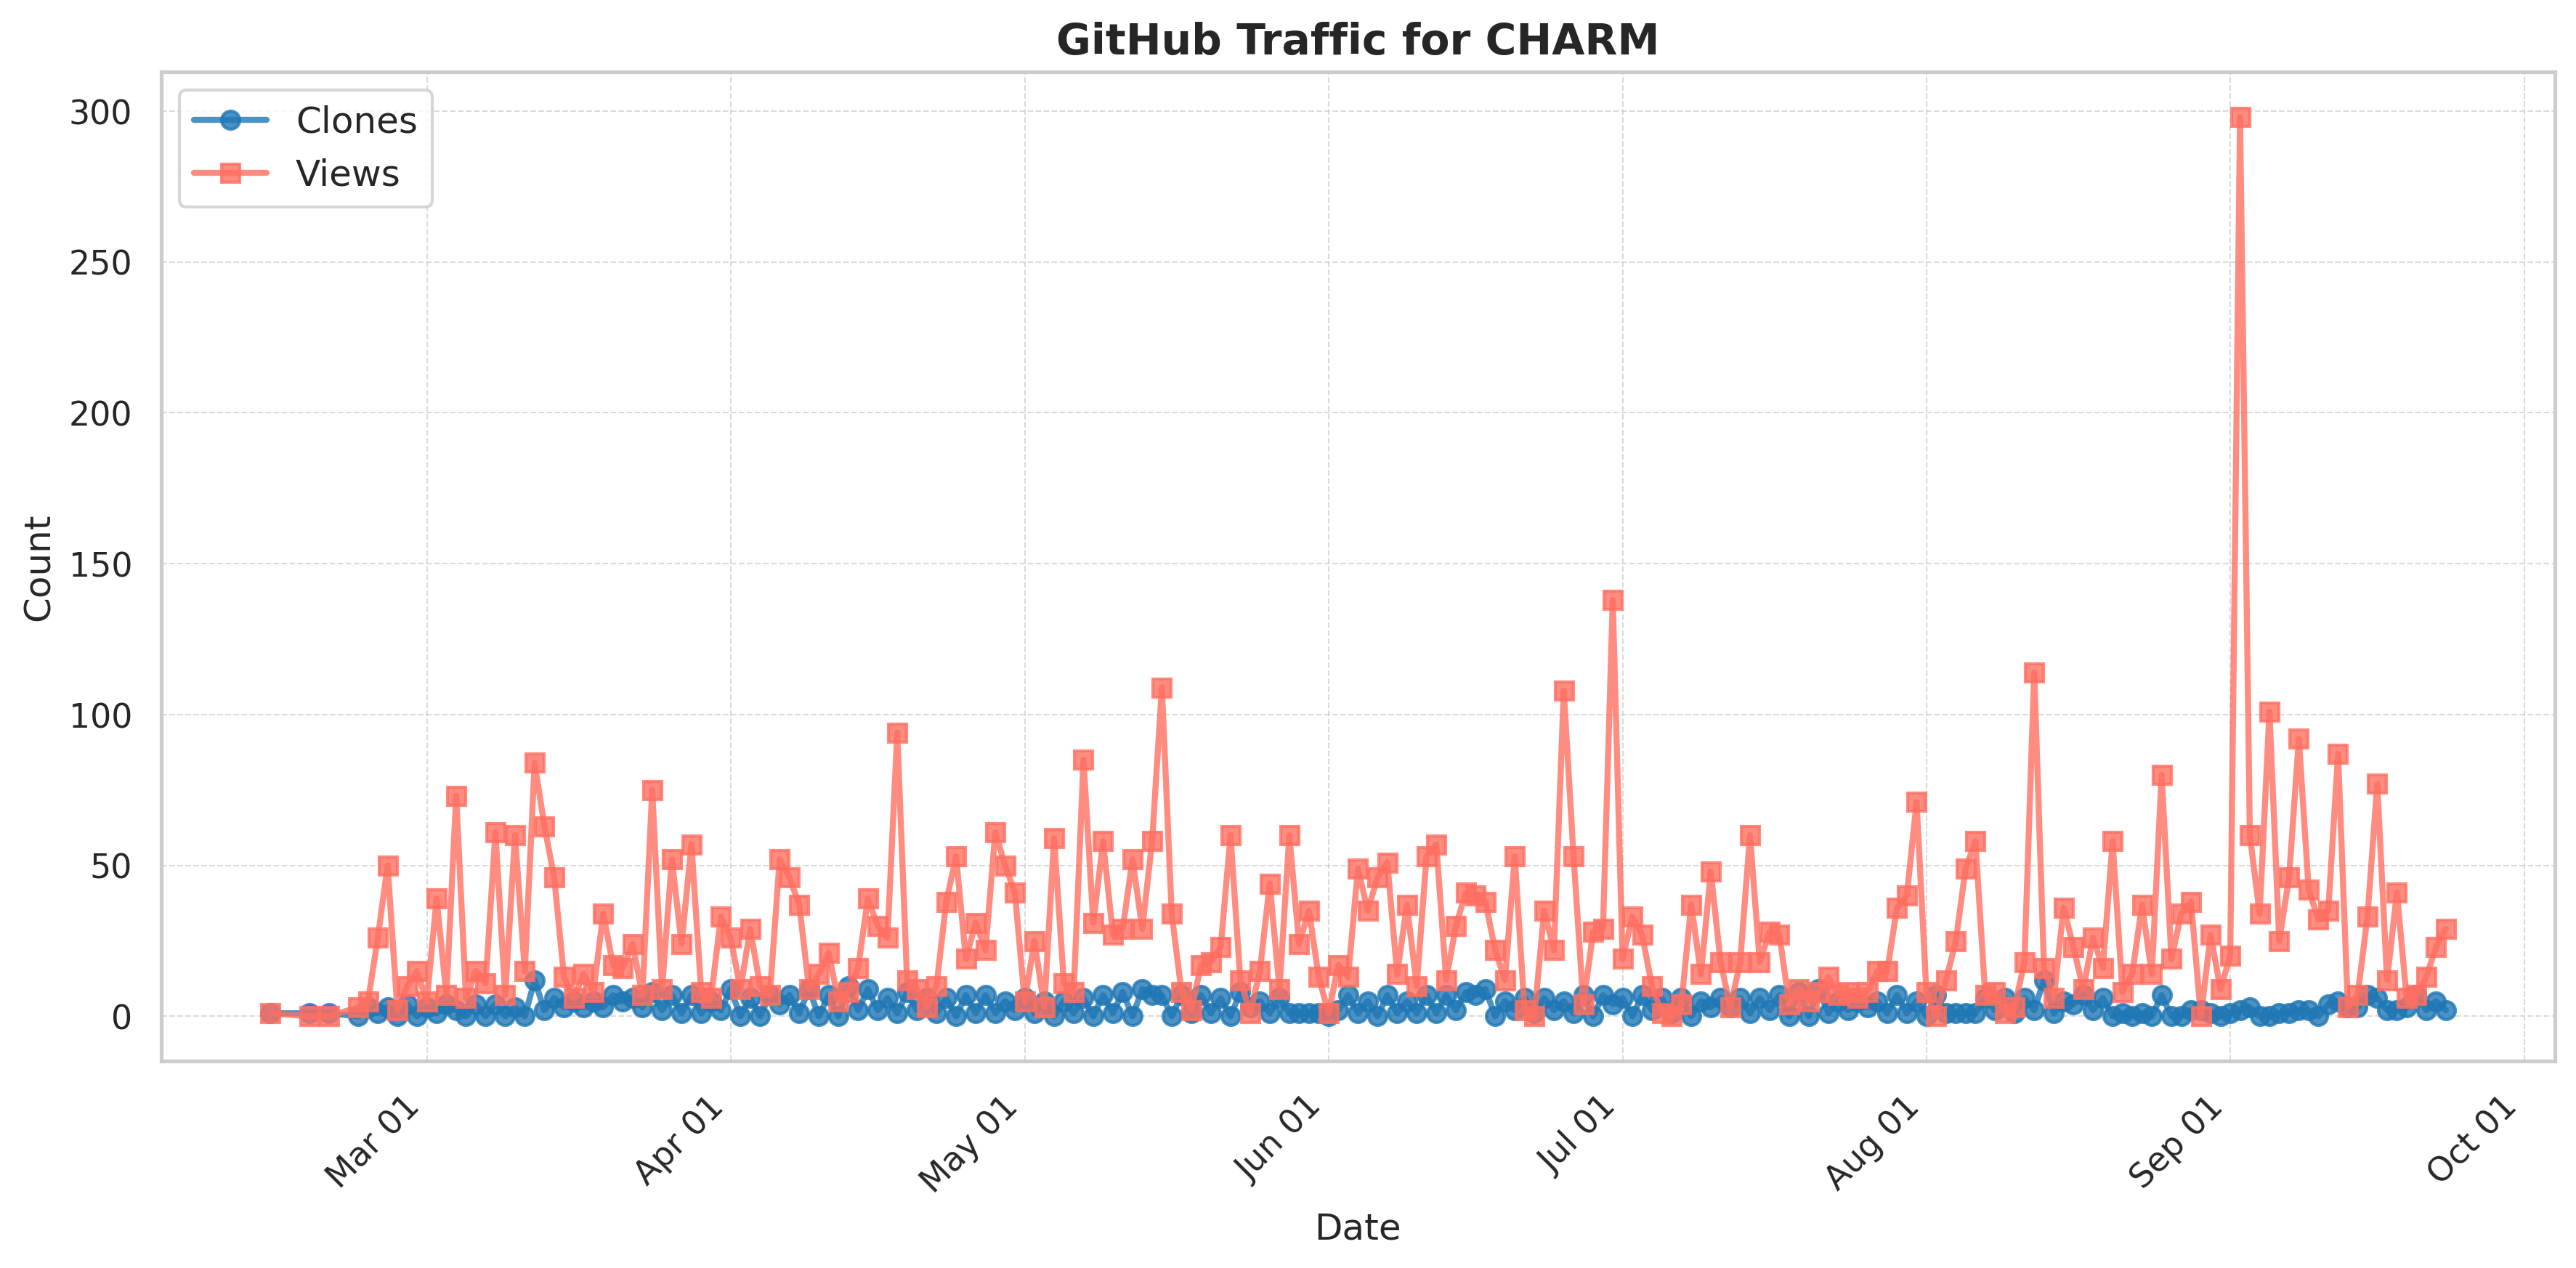 GitHub Traffic for CHARM
Clones
Views
300
250
200
150
100
50
0
Count
Mar 01
Apr 01
May 01
Jun 01
Jul 01
Aug 01
Sep 01
Oct 01
Date